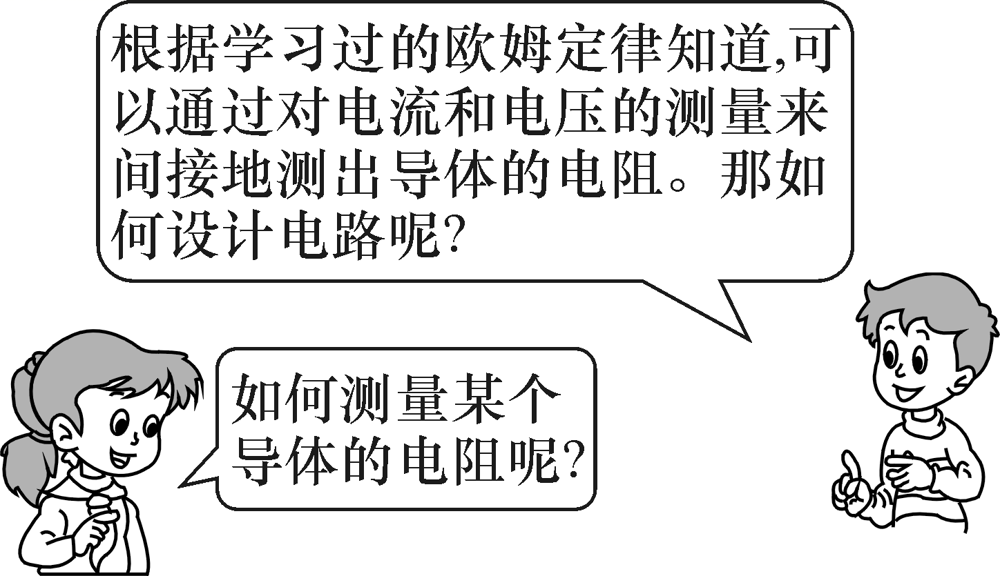 根据学习过的欧姆定律知道,可
以通过对电流和电压的测量来
间接地测出导体的电阻。那如
何设计电路呢?
如何测量某个
导体的电阻呢?